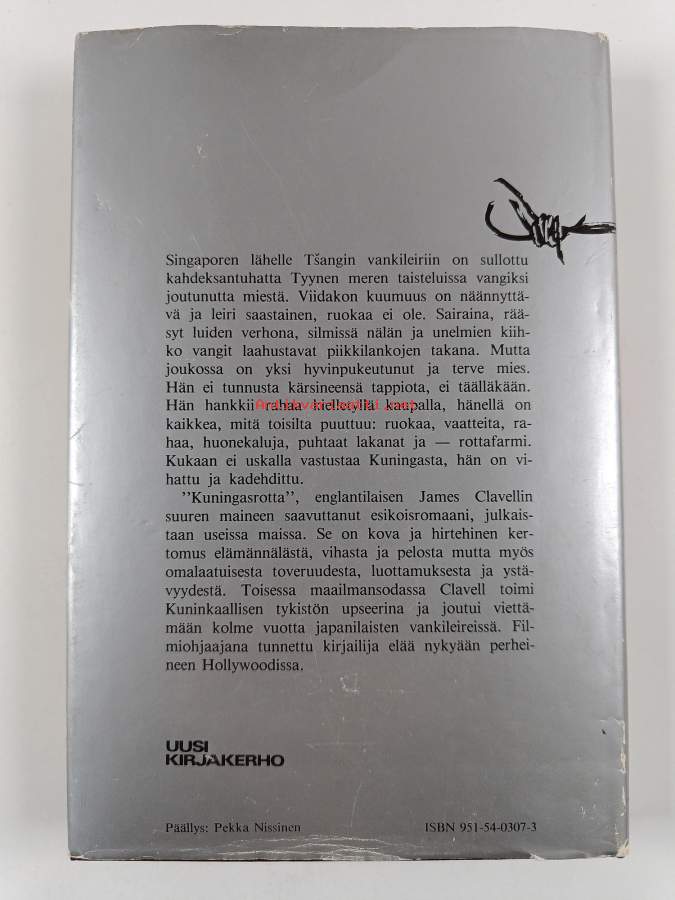 Singaporen lähelle Tšangin vankileiriin on sullottu
kahdeksantuhatta Tyynen meren taisteluissa vangiksi
joutunutta miestä. Viidakon kuumuus on näännyttä-
vä ja leiri saastainen, ruokaa ei ole. Sairaina, rää-
syt luiden verhona, silmissä nälän ja unelmien kiih-
ko vangit laahustavat piikkilankojen takana. Mutta
joukossa on yksi hyvinpukeutunut ja terve mies.
Hän ei tunnusta kärsineensä tappiota, ei täälläkään.
Hän hankkii rahaa kielletyllä kaupalla, hänellä on
kaikkea, mitä toisilta puuttuu: ruokaa, vaatteita, ra-
haa, huonekaluja, puhtaat lakanat ja — rottafarmi.
Kukaan ei uskalla vastustaa Kuningasta, hän on vi-
hattu ja kadehdittu.
"Kuningasrotta", englantilaisen James Clavellin
suuren maineen saavuttanut esikoisromaani, julkais-
taan useissa maissa. Se on kova ja hirtehinen ker-
tomus elämännälästä, vihasta ja pelosta mutta myös
omalaatuisesta toveruudesta, luottamuksesta ja ystä-
vyydestä. Toisessa maailmansodassa Clavell toimi
Kuninkaallisen tykistön upseerina ja joutui viettä-
mään kolme vuotta japanilaisten vankileireissä. Fil-
miohjaajana tunnettu kirjailija elää nykyään perhei-
neen Hollywoodissa.
UUSI
KIRJAKERHO
Päällys: Pekka Nissinen ISBN 951-54-0307-3